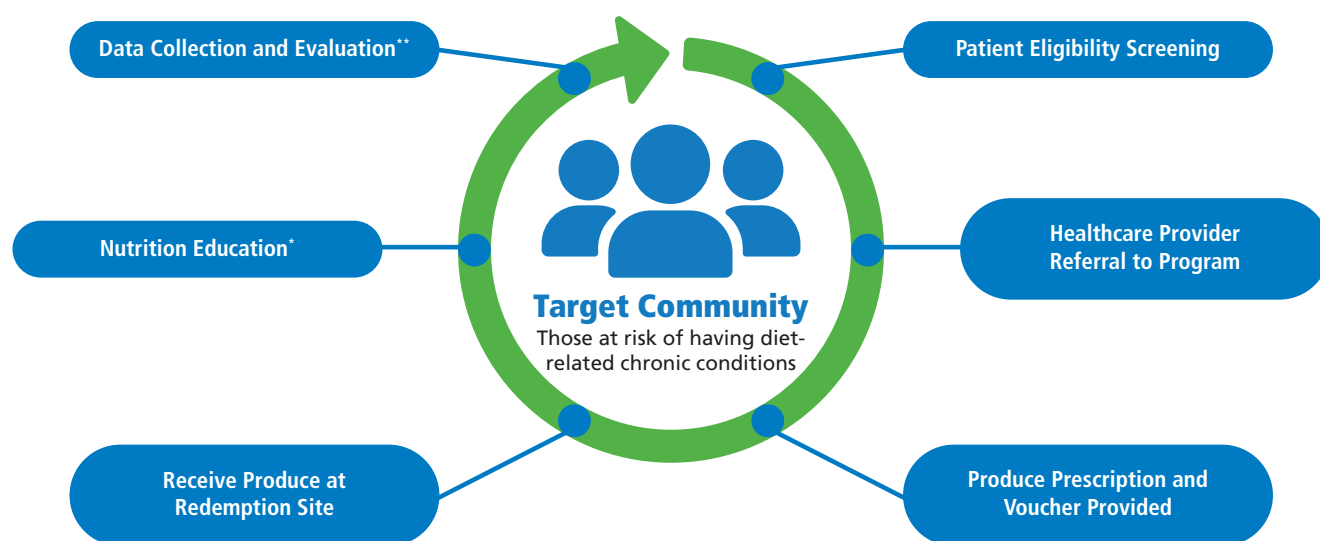 Data Collection and Evaluation**
Patient Eligibility Screening
Nutrition Education*
Healthcare Provider
Referral to Program
Target Community
Those at risk of having diet-
related chronic conditions
Receive Produce at
Redemption Site
Produce Prescription and
Voucher Provided